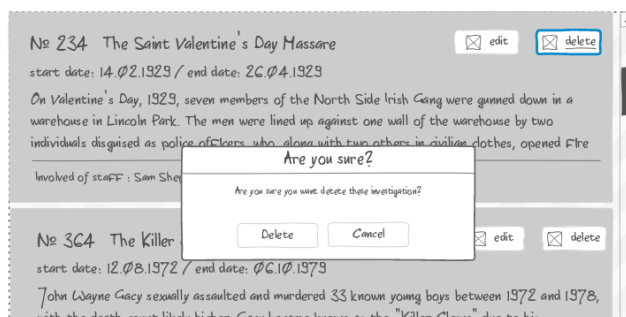 № 234 The Saint Valentine's Day Massare
edit
delete
start date: 14.02.1929 / end date: 26.04.1929
On Valentine's Day, 1929, seven members of the North Side Irish Gang were gunned down in a
warehouse in Lincoln Park. The men were lined up against one wall of the warehouse by two
individuals disguised as police officers, who, along with two others in civilian clothes, opened fire
Involved of staff : Sam She
Are you sure?
Are you sure you want detete these investigation?
Delete
Cancel
№ 364 The Killer
edit
delete
start date: 12.08.1972 / end date: 06.10.1979
John Wayne Gacy sexually assaulted and murdered 33 known young boys between 1972 and 1978,
with the death count likely higher. Gacy became known as the "Killer Clown" due to his